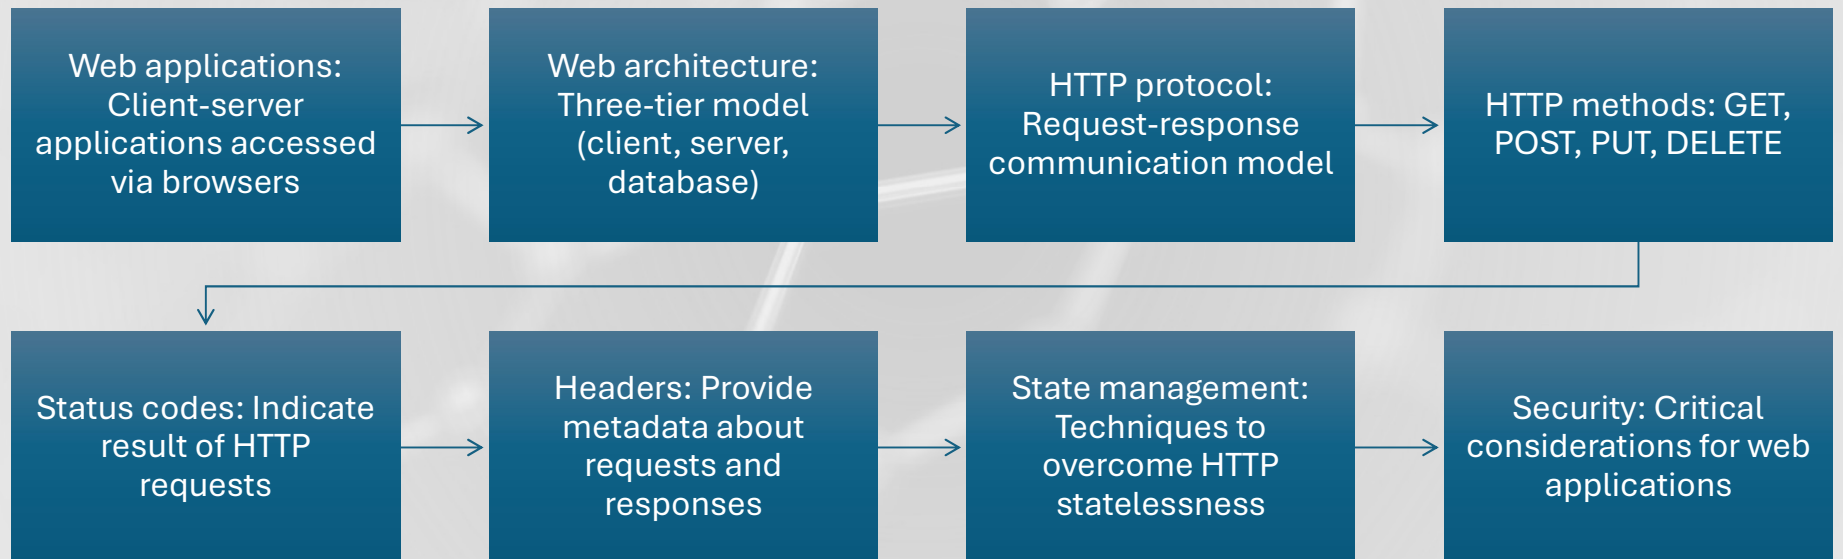 Web applications:
Client-server
applications accessed
via browsers
Web architecture:
Three-tier model
(client, server,
database)
HTTP protocol:
Request-response
communication model
HTTP methods: GET,
POST, PUT, DELETE
Status codes: Indicate
result of HTTP
requests
Headers: Provide
metadata about
requests and
responses
State management:
Techniques to
overcome HTTP
statelessness
Security: Critical
considerations for web
applications